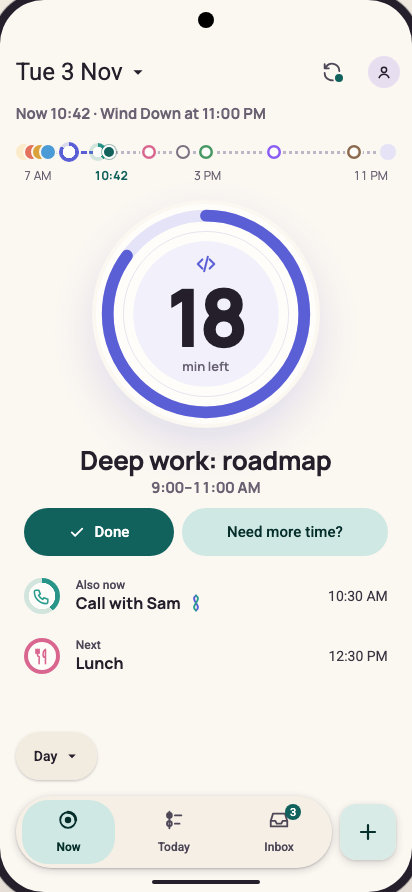 Tue 3 Nov
Now 10:42 · Wind Down at 11:00 PM
7 AM 10:42 3 PM 11 PM
18
min left
Deep work: roadmap
9:00–11:00 AM
Done Need more time?
Also now
Call with Sam 10:30 AM
Next
Lunch 12:30 PM
Day
3
Now Today Inbox